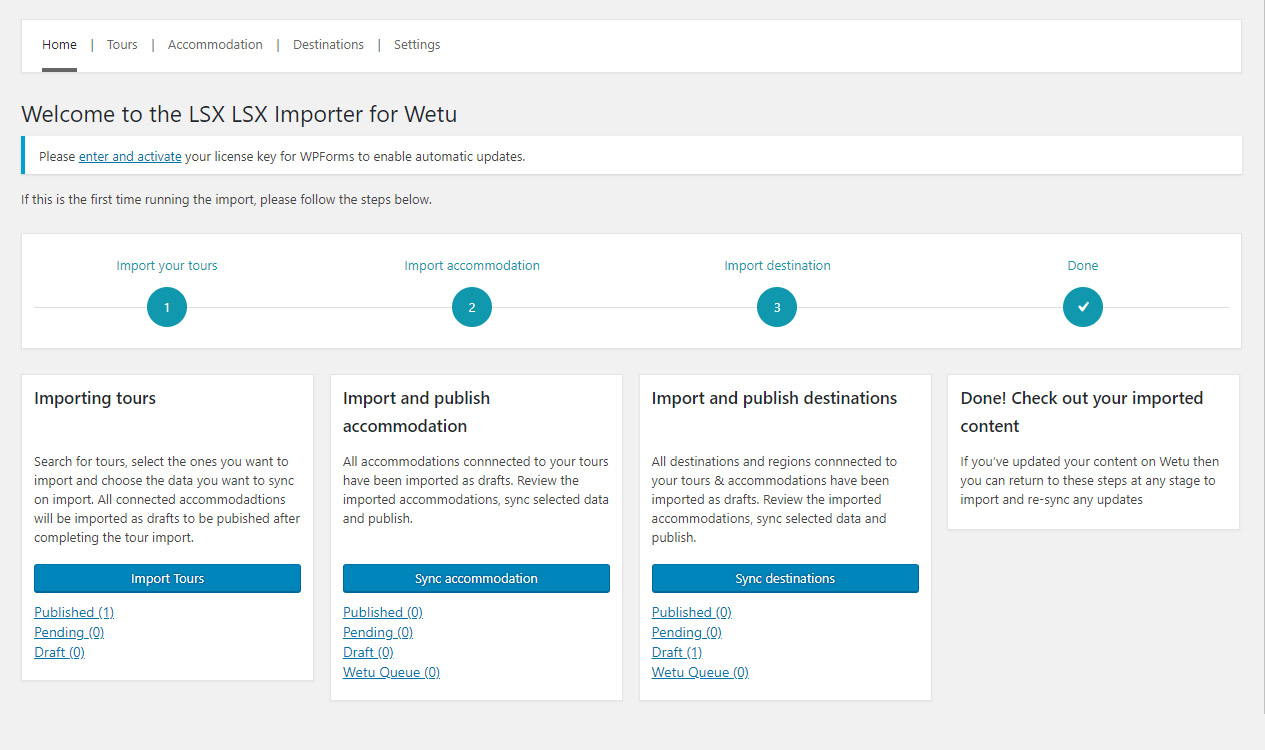 Home | Tours | Accommodation | Destinations | Settings
Welcome to the LSX LSX Importer for Wetu
Please enter and activate your license key for WPForms to enable automatic updates.
If this is the first time running the import, please follow the steps below.
Import your tours
Import accommodation
Import destination
Done
1
2
3
Importing tours
Search for tours, select the ones you want to
import and choose the data you want to sync
on import. All connected accommodadtions
will be imported as drafts to be pubished after
completing the tour import.
Import Tours
Published (1)
Pending (0)
Draft (0)
Import and publish
accommodation
All accommodations connnected to your tours
have been imported as drafts. Review the
imported accommodations, sync selected data
and publish.
Sync accommodation
Published (0)
Pending (0)
Draft (0)
Wetu Queue (0)
Import and publish destinations
All destinations and regions connnected to
your tours & accommodations have been
imported as drafts. Review the imported
accommodations, sync selected data and
publish.
Sync destinations
Published (0)
Pending (0)
Draft (1)
Wetu Queue (0)
Done! Check out your imported
content
If you've updated your content on Wetu then
you can return to these steps at any stage to
import and re-sync any updates